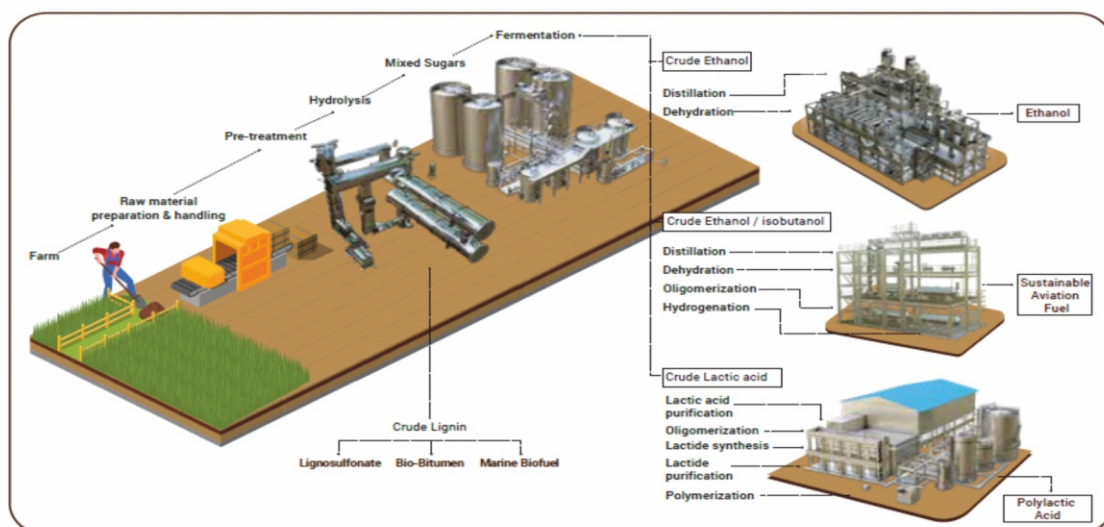 Fermentation
Mixed Sugars
Hydrolysis
Pre-treatment
Raw material
preparation & handling
Farm
Crude Ethanol
Distillation
Dehydration
Ethanol
Crude Ethanol / isobutanol
Distillation
Dehydration
Oligomerization
Hydrogenation
Sustainable
Aviation
Fuel
Crude Lactic acid
Lactic acid
purification
Oligomerization
Lactide synthesis
Lactide
purification
Polymerization
Polylactic
Acid
Crude Lignin
Lignosulfonate
Bio-Bitumen
Marine Biofuel